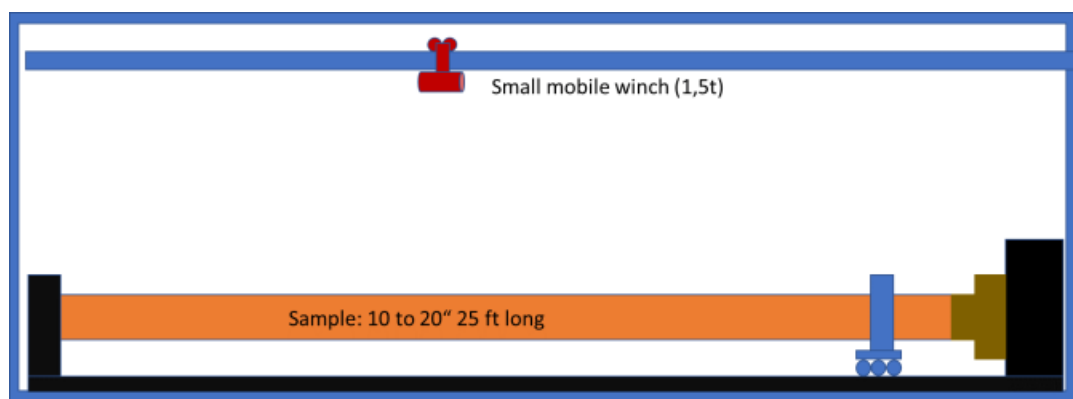 Small mobile winch (1,5t)
Sample: 10 to 20“ 25 ft long